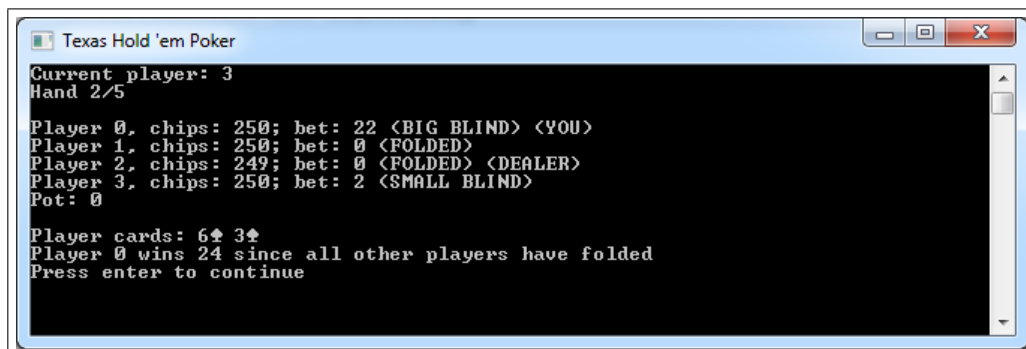 Texas Hold 'em Poker
Current player: 3
Hand 2/5
Player 0, chips: 250; bet: 22 (BIG BLIND) (YOU)
Player 1, chips: 250; bet: 0 (FOLDED)
Player 2, chips: 249; bet: 0 (FOLDED) (DEALER)
Player 3, chips: 250; bet: 2 (SMALL BLIND)
Pot: 0
Player cards: 6♠ 3♠
Player 0 wins 24 since all other players have folded
Press enter to continue